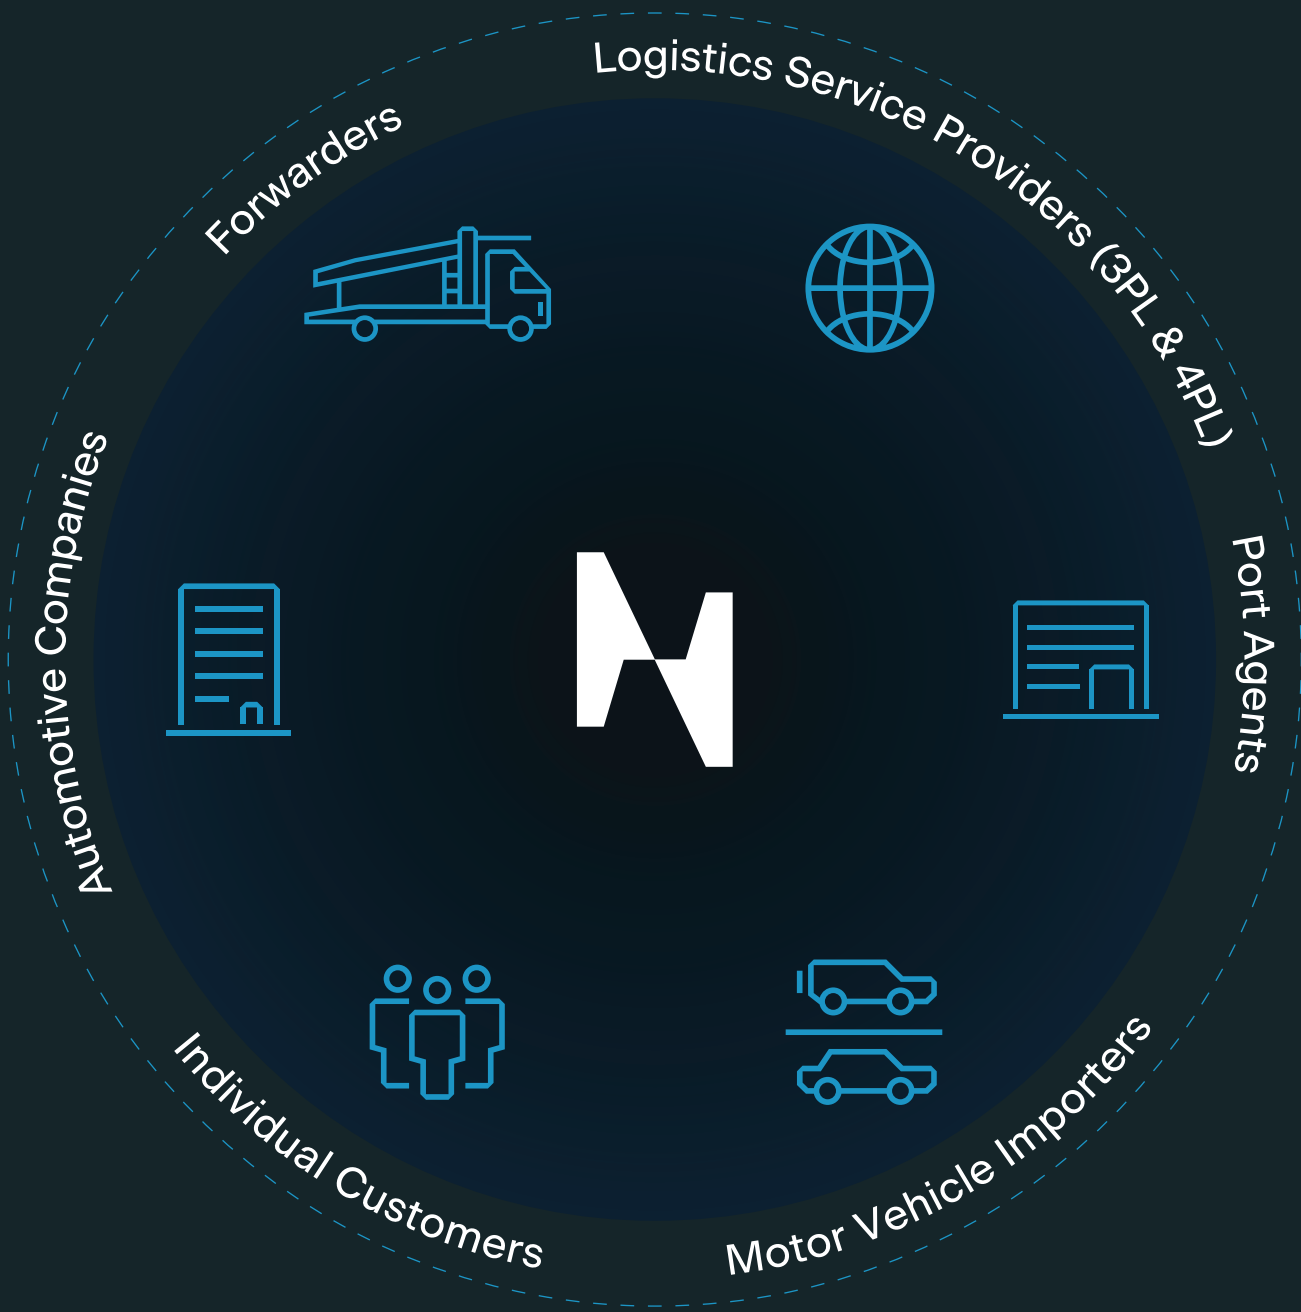 Logistics Service Providers (3PL & 4PL)
Port Agents
Motor Vehicle Importers
Individual Customers
Automotive Companies
Forwarders